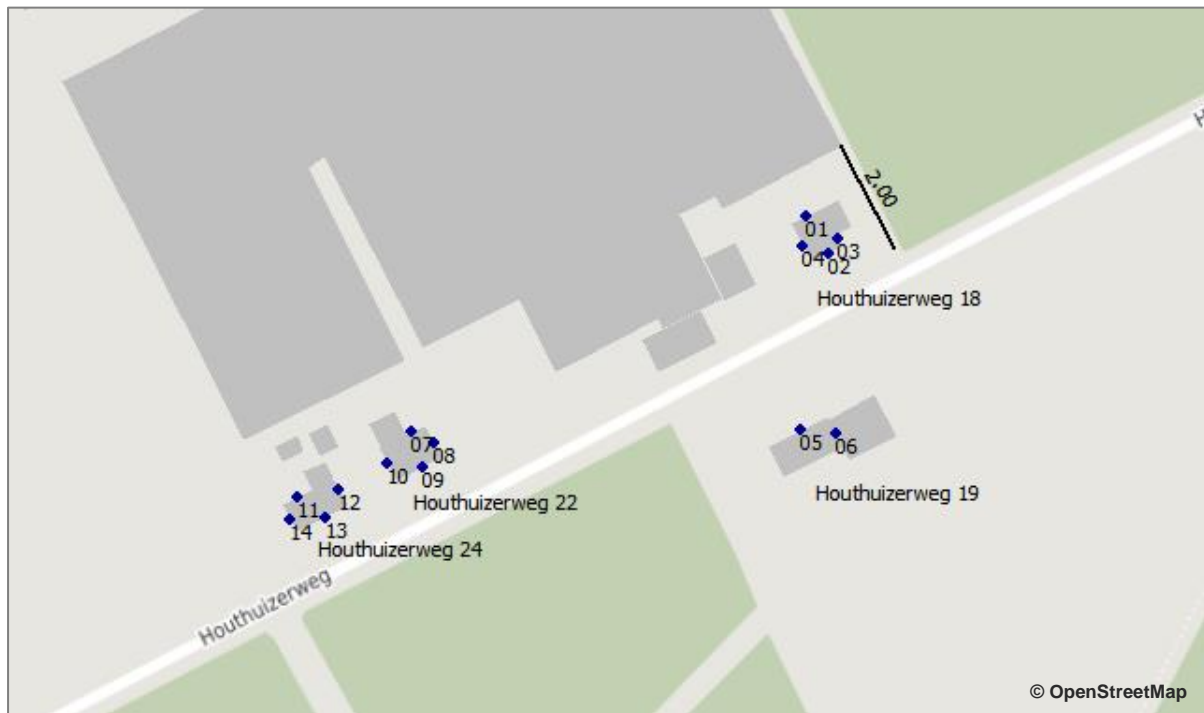 H
2.00
01
03
04
02
Houthuizerweg 18
05
06
Houthuizerweg 19
07
08
10
09
Houthuizerweg 22
12
11
13
14
Houthuizerweg 24
Houthuizerweg
© OpenStreetMap